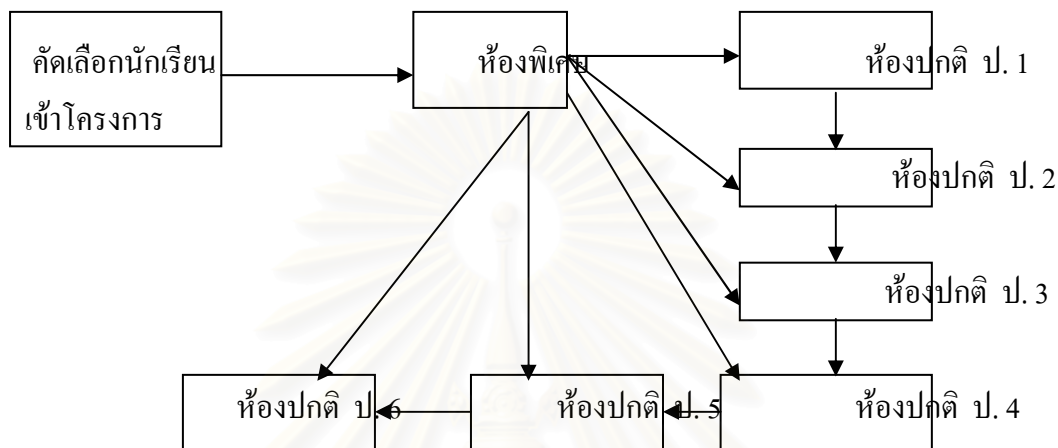 คัดเลือกนักเรียน
เข้าโครงการ
ห้องพิเศษ
ห้องปกติ ป. 1
ห้องปกติ ป. 2
ห้องปกติ ป. 3
ห้องปกติ ป. 4
ห้องปกติ ป. 5
ห้องปกติ ป. 6